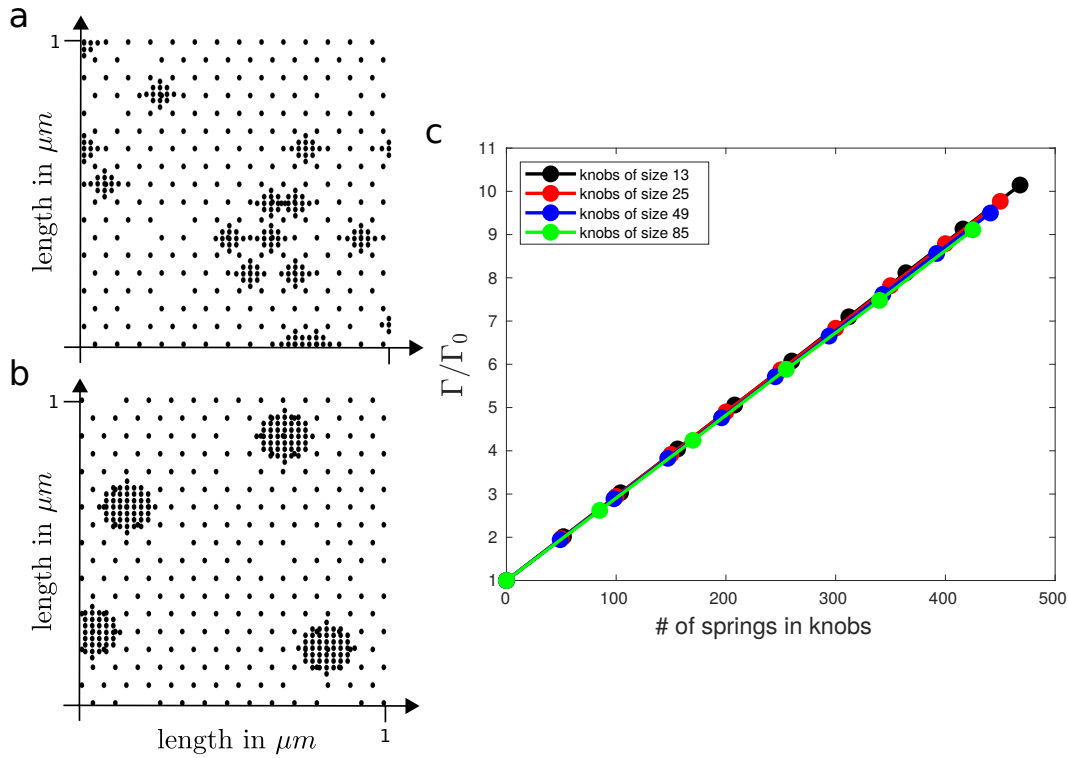 a
1
length in μm
b
1
length in μm
length in μm
1
c
11
10
9
8
7
6
5
4
3
2
1
Γ/Γ0
knobs of size 13
knobs of size 25
knobs of size 49
knobs of size 85
0 100 200 300 400 500
# of springs in knobs